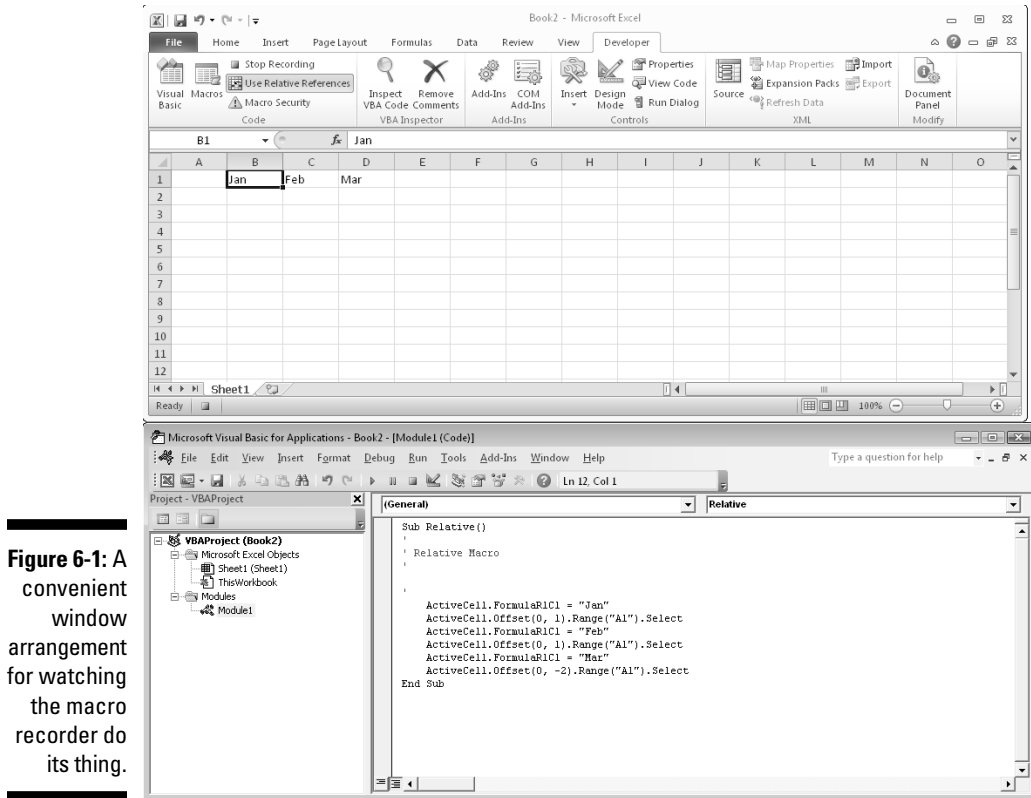 Book2 - Microsoft Excel
File Home Insert Page Layout Formulas Data Review View Developer
Visual Basic
Macros
Stop Recording
Use Relative References
Macro Security
Code
Inspect VBA Code
Remove Comments
VBA Inspector
Add-Ins
COM Add-Ins
Add-Ins
Insert
Design Mode
Properties
View Code
Run Dialog
Controls
Source
Map Properties
Expansion Packs
Refresh Data
Import
Export
XML
Document Panel
Modify
B1 fx Jan
A B C D E F G H I J K L M N O
1 Jan Feb Mar
2
3
4
5
6
7
8
9
10
11
12
Sheet1
Ready 100%
Microsoft Visual Basic for Applications - Book2 - [Module1 (Code)]
File Edit View Insert Format Debug Run Tools Add-Ins Window Help Type a question for help
Ln 12, Col 1
Project - VBAProject
VBAProject (Book2)
Microsoft Excel Objects
Sheet1 (Sheet1)
ThisWorkbook
Modules
Module1
(General) Relative
Sub Relative()
'
' Relative Macro
'

'
ActiveCell.FormulaR1C1 = "Jan"
ActiveCell.Offset(0, 1).Range("A1").Select
ActiveCell.FormulaR1C1 = "Feb"
ActiveCell.Offset(0, 1).Range("A1").Select
ActiveCell.FormulaR1C1 = "Mar"
ActiveCell.Offset(0, -2).Range("A1").Select
End Sub
Figure 6-1: A
convenient
window
arrangement
for watching
the macro
recorder do
its thing.